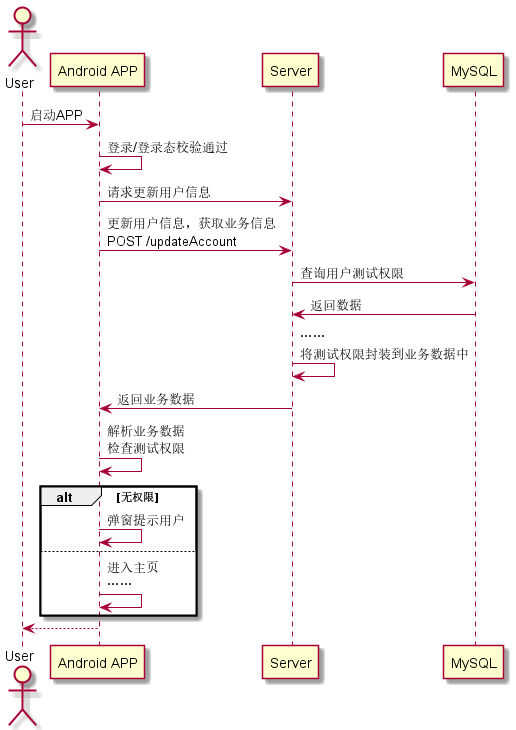 User
Android APP
Server
MySQL
启动APP
登录/登录态校验通过
请求更新用户信息
更新用户信息，获取业务信息
POST /updateAccount
查询用户测试权限
返回数据
……
将测试权限封装到业务数据中
返回业务数据
解析业务数据
检查测试权限
alt
[无权限]
弹窗提示用户
进入主页
……
User
Android APP
Server
MySQL